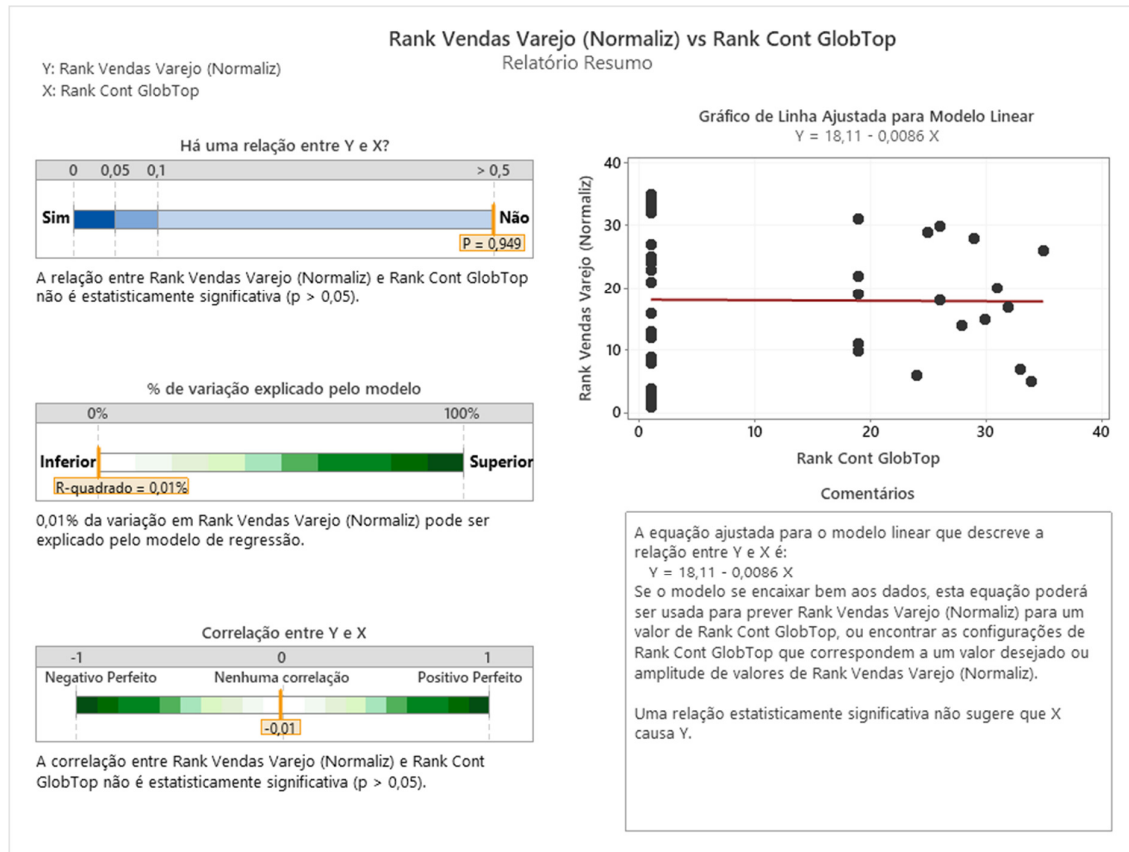 Rank Vendas Varejo (Normaliz) vs Rank Cont GlobTop
Relatório Resumo
Y: Rank Vendas Varejo (Normaliz)
X: Rank Cont GlobTop
Há uma relação entre Y e X?
0 0,05 0,1 > 0,5
Sim Não
P = 0,949
A relação entre Rank Vendas Varejo (Normaliz) e Rank Cont GlobTop
não é estatisticamente significativa (p > 0,05).
% de variação explicado pelo modelo
0% 100%
Inferior Superior
R-quadrado = 0,01%
0,01% da variação em Rank Vendas Varejo (Normaliz) pode ser
explicado pelo modelo de regressão.
Correlação entre Y e X
-1 0 1
Negativo Perfeito Nenhuma correlação Positivo Perfeito
-0,01
A correlação entre Rank Vendas Varejo (Normaliz) e Rank Cont
GlobTop não é estatisticamente significativa (p > 0,05).
Gráfico de Linha Ajustada para Modelo Linear
Y = 18,11 - 0,0086 X
Rank Vendas Varejo (Normaliz)
40
30
20
10
0
0 10 20 30 40
Rank Cont GlobTop
Comentários
A equação ajustada para o modelo linear que descreve a
relação entre Y e X é:
Y = 18,11 - 0,0086 X
Se o modelo se encaixar bem aos dados, esta equação poderá
ser usada para prever Rank Vendas Varejo (Normaliz) para um
valor de Rank Cont GlobTop, ou encontrar as configurações de
Rank Cont GlobTop que correspondem a um valor desejado ou
amplitude de valores de Rank Vendas Varejo (Normaliz).
Uma relação estatisticamente significativa não sugere que X
causa Y.